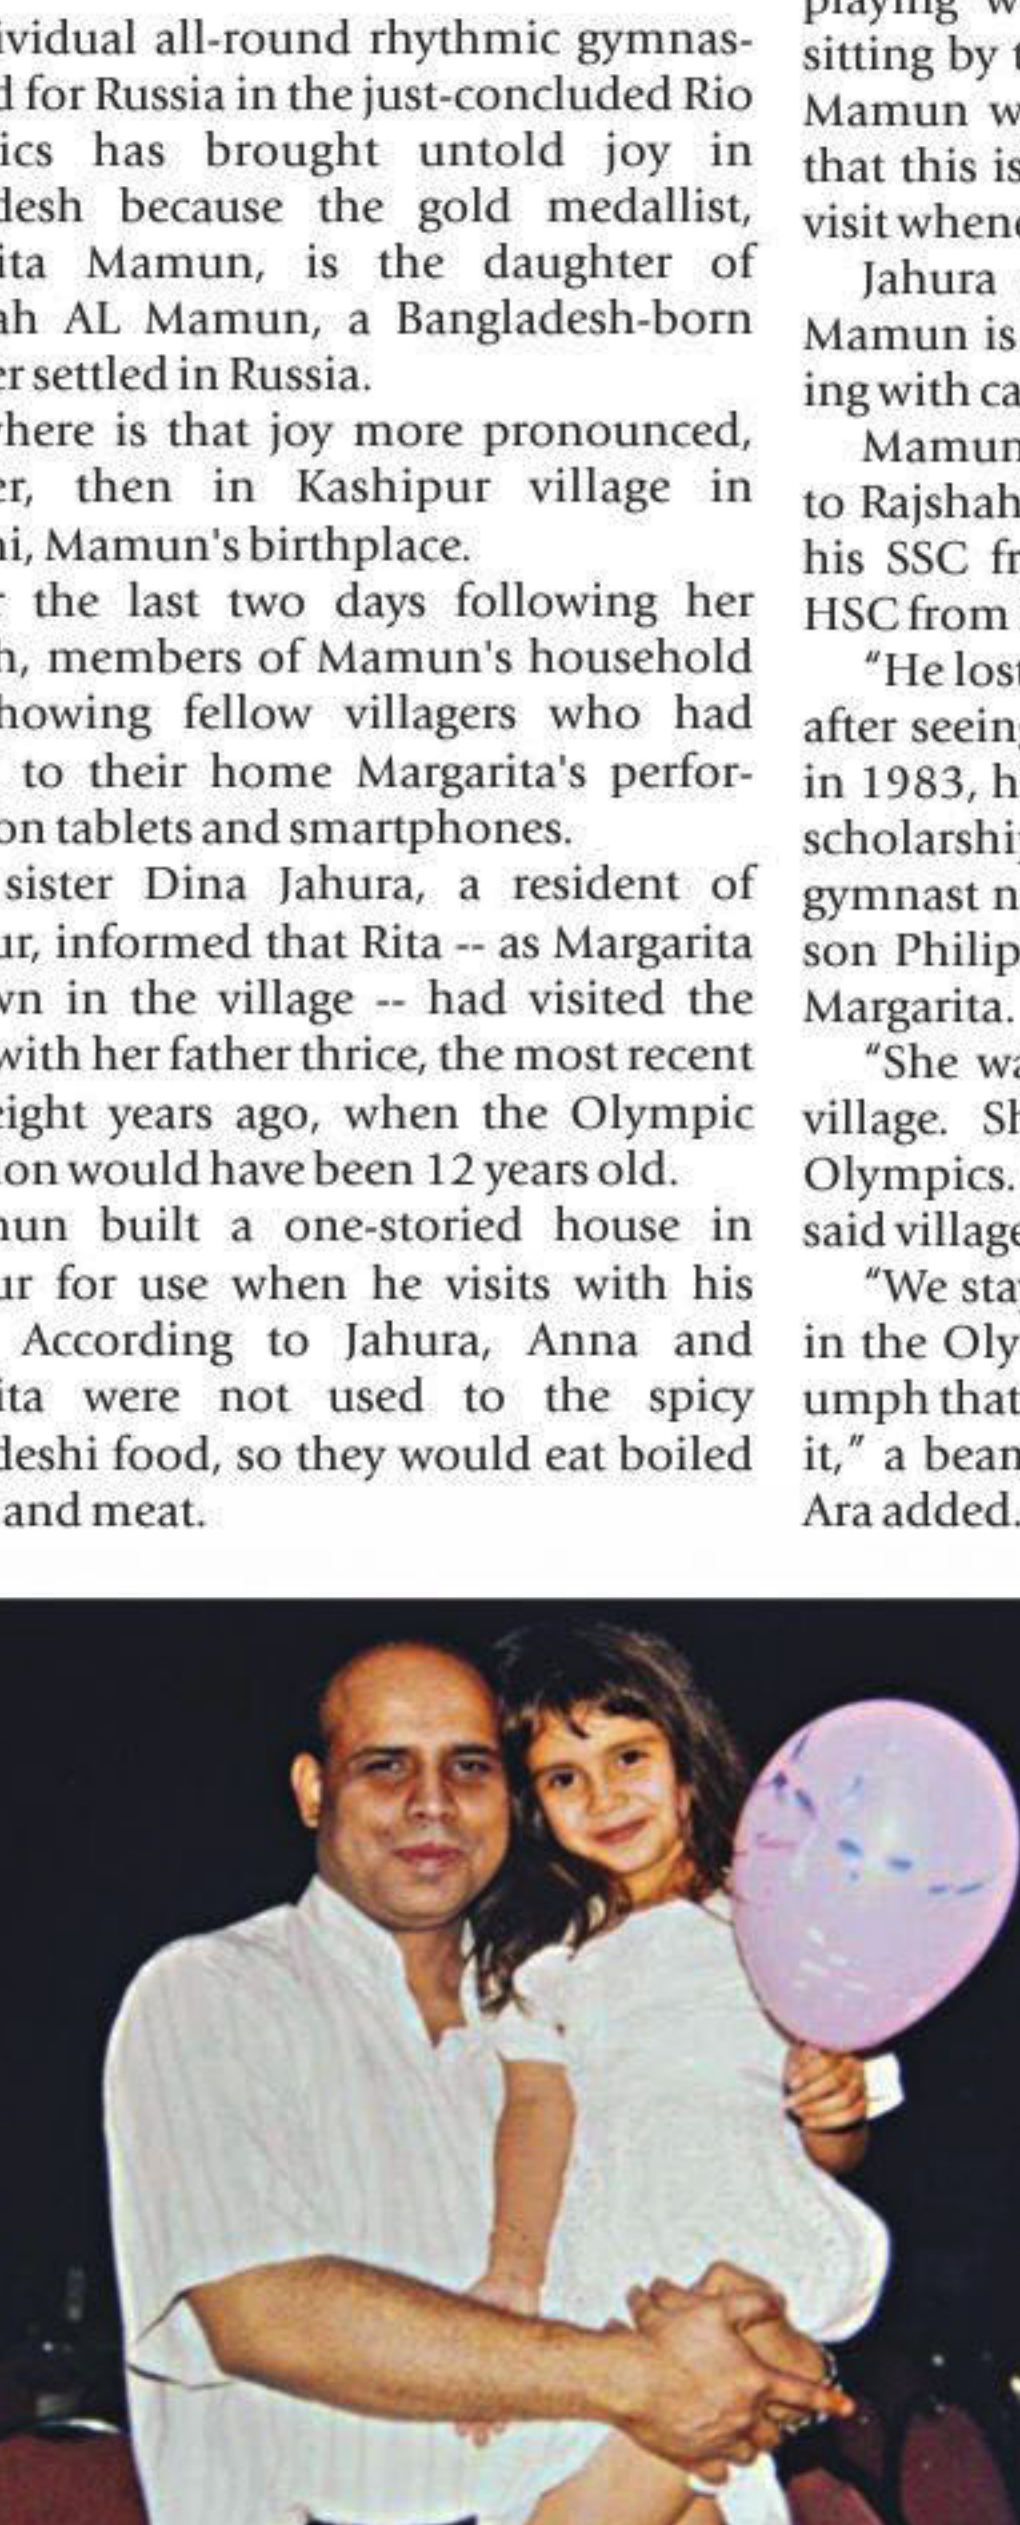 ividual all-round rhythmic gymnas-
d for Russia in the just-concluded Rio
ics has brought untold joy in
desh because the gold medallist,
ita Mamun, is the daughter of
ah AL Mamun, a Bangladesh-born
er settled in Russia.
where is that joy more pronounced,
er, then in Kashipur village in
ni, Mamun's birthplace.
r the last two days following her
h, members of Mamun's household
howing fellow villagers who had
to their home Margarita's perfor-
on tablets and smartphones.
sister Dina Jahura, a resident of
ur, informed that Rita -- as Margarita
wn in the village -- had visited the
with her father thrice, the most recent
eight years ago, when the Olympic
ion would have been 12 years old.
mun built a one-storied house in
ur for use when he visits with his
According to Jahura, Anna and
ita were not used to the spicy
deshi food, so they would eat boiled
and meat.
playing w
sitting by t
Mamun w
that this is
visit whene
Jahura
Mamun is
ing with ca
Mamun
to Rajshah
his SSC fr
HSC from
"He lost
after seein
in 1983, h
scholarshi
gymnast n
son Philip
Margarita.
"She wa
village. Sh
Olympics.
said village
"We sta
in the Oly
umph that
it," a bean
Ara added.